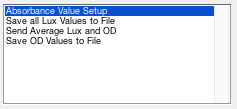 Absorbance Value Setup
Save all Lux Values to File
Send Average Lux and OD
Save OD Values to File